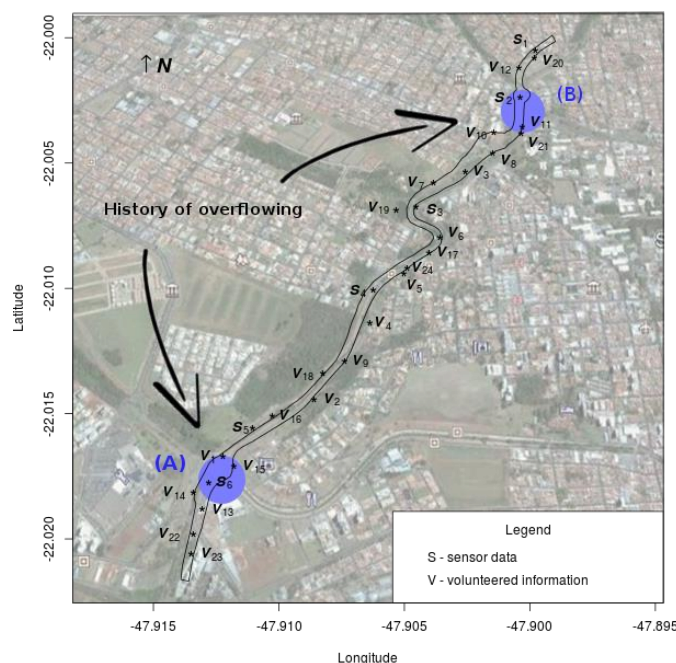 -22.000
-22.005
-22.010
-22.015
-22.020
Latitude
↑N
S1
V20
V12
S2
(B)
V11
V10
V21
V8
V3
V7
S3
V19
History of overflowing
V6
V17
V24
V5
S4
V4
V9
V18
V2
V16
S5
V1
(A)
V15
S6
V14
V13
V22
V23
Legend
S - sensor data
V - volunteered information
-47.915
-47.910
-47.905
-47.900
-47.895
Longitude